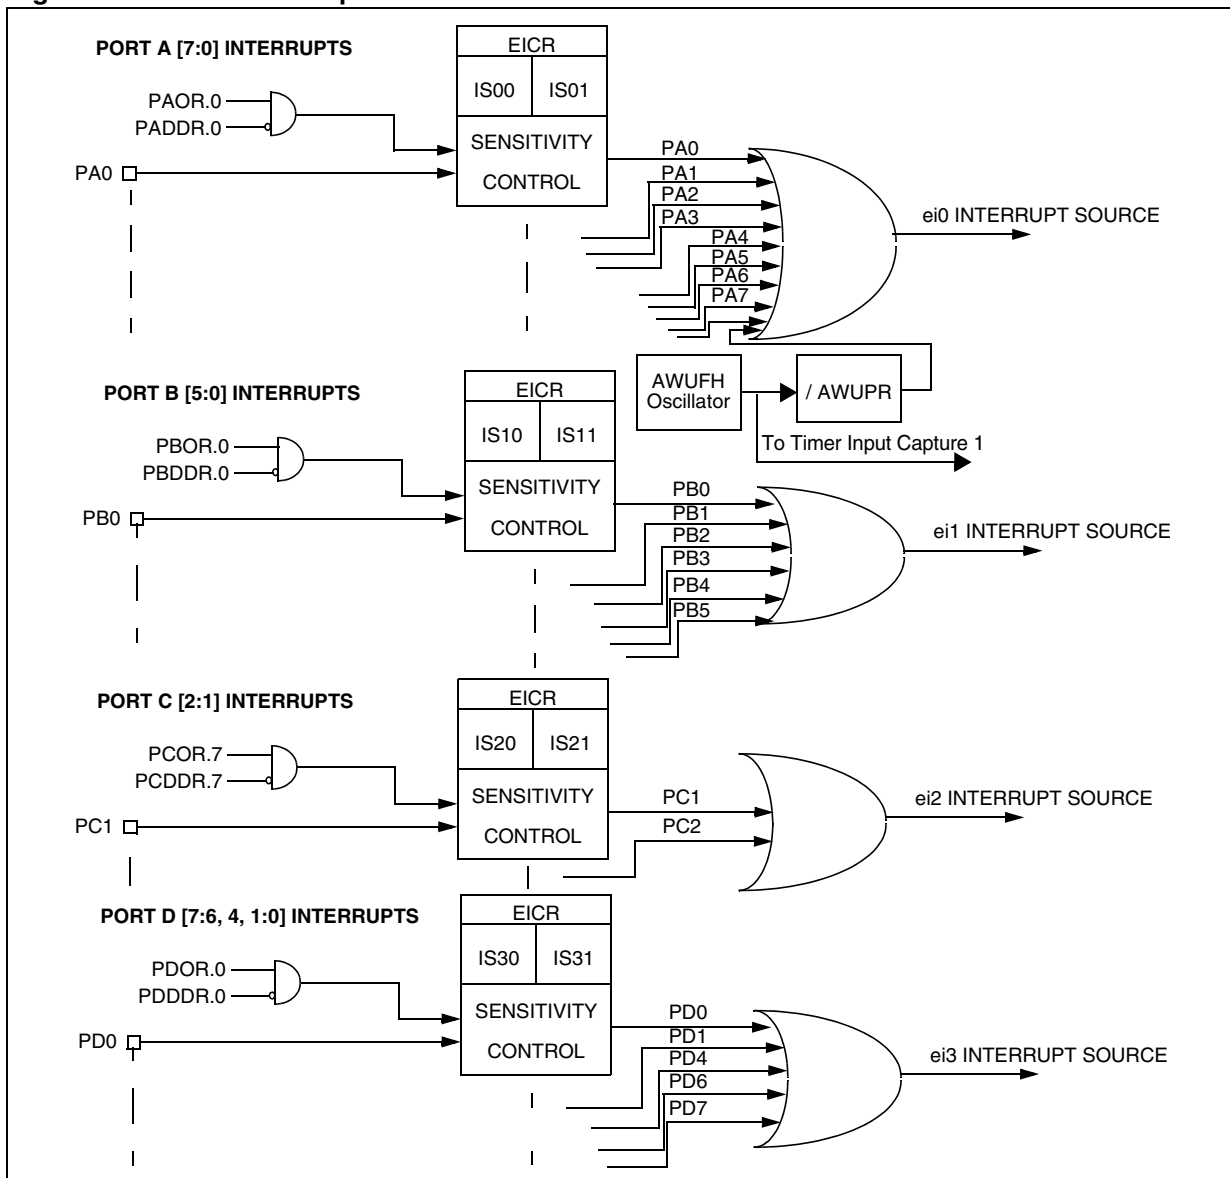 PORT A [7:0] INTERRUPTS
EICR
IS00 IS01
PAOR.0
PADDR.0
SENSITIVITY
CONTROL
PA0
PA0
PA1
PA2
PA3
PA4
PA5
PA6
PA7
ei0 INTERRUPT SOURCE
AWUFH
Oscillator
/ AWUPR
To Timer Input Capture 1
PORT B [5:0] INTERRUPTS
EICR
IS10 IS11
PBOR.0
PBDDR.0
SENSITIVITY
CONTROL
PB0
PB0
PB1
PB2
PB3
PB4
PB5
ei1 INTERRUPT SOURCE
PORT C [2:1] INTERRUPTS
EICR
IS20 IS21
PCOR.7
PCDDR.7
SENSITIVITY
CONTROL
PC1
PC1
PC2
ei2 INTERRUPT SOURCE
PORT D [7:6, 4, 1:0] INTERRUPTS
EICR
IS30 IS31
PDOR.0
PDDDR.0
SENSITIVITY
CONTROL
PD0
PD0
PD1
PD4
PD6
PD7
ei3 INTERRUPT SOURCE